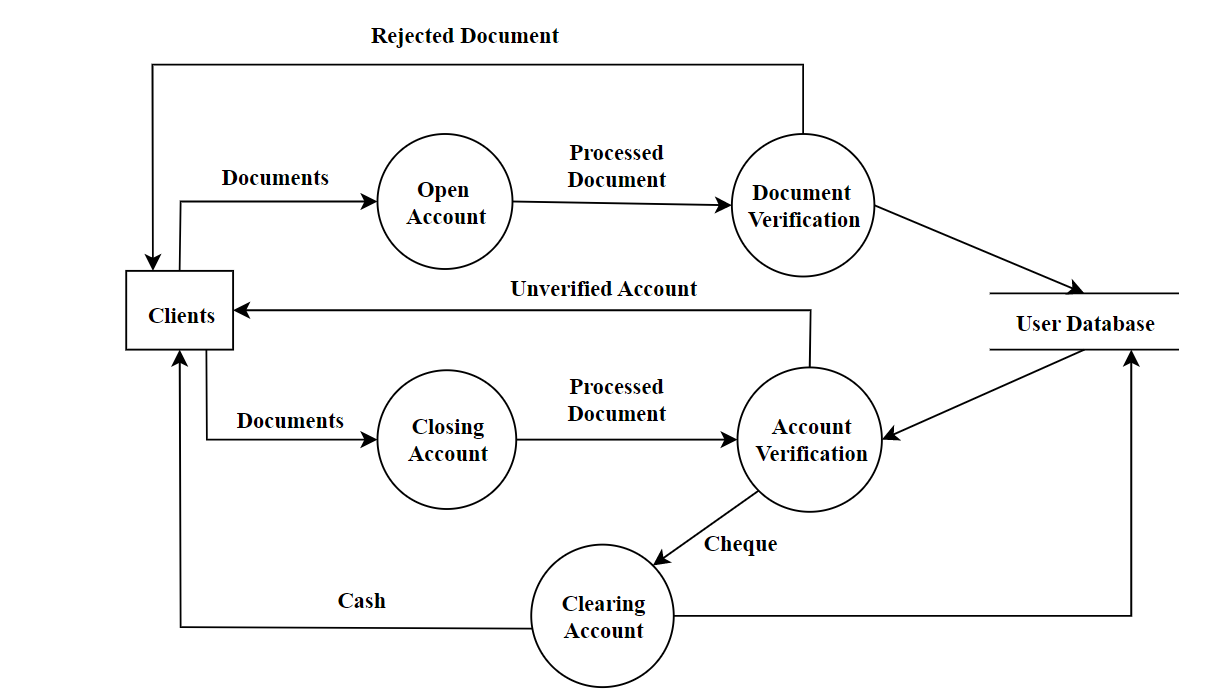 Rejected Document
Processed
Document
Documents
Open
Account
Document
Verification
Unverified Account
Clients
User Database
Processed
Document
Documents
Closing
Account
Account
Verification
Cheque
Cash
Clearing
Account